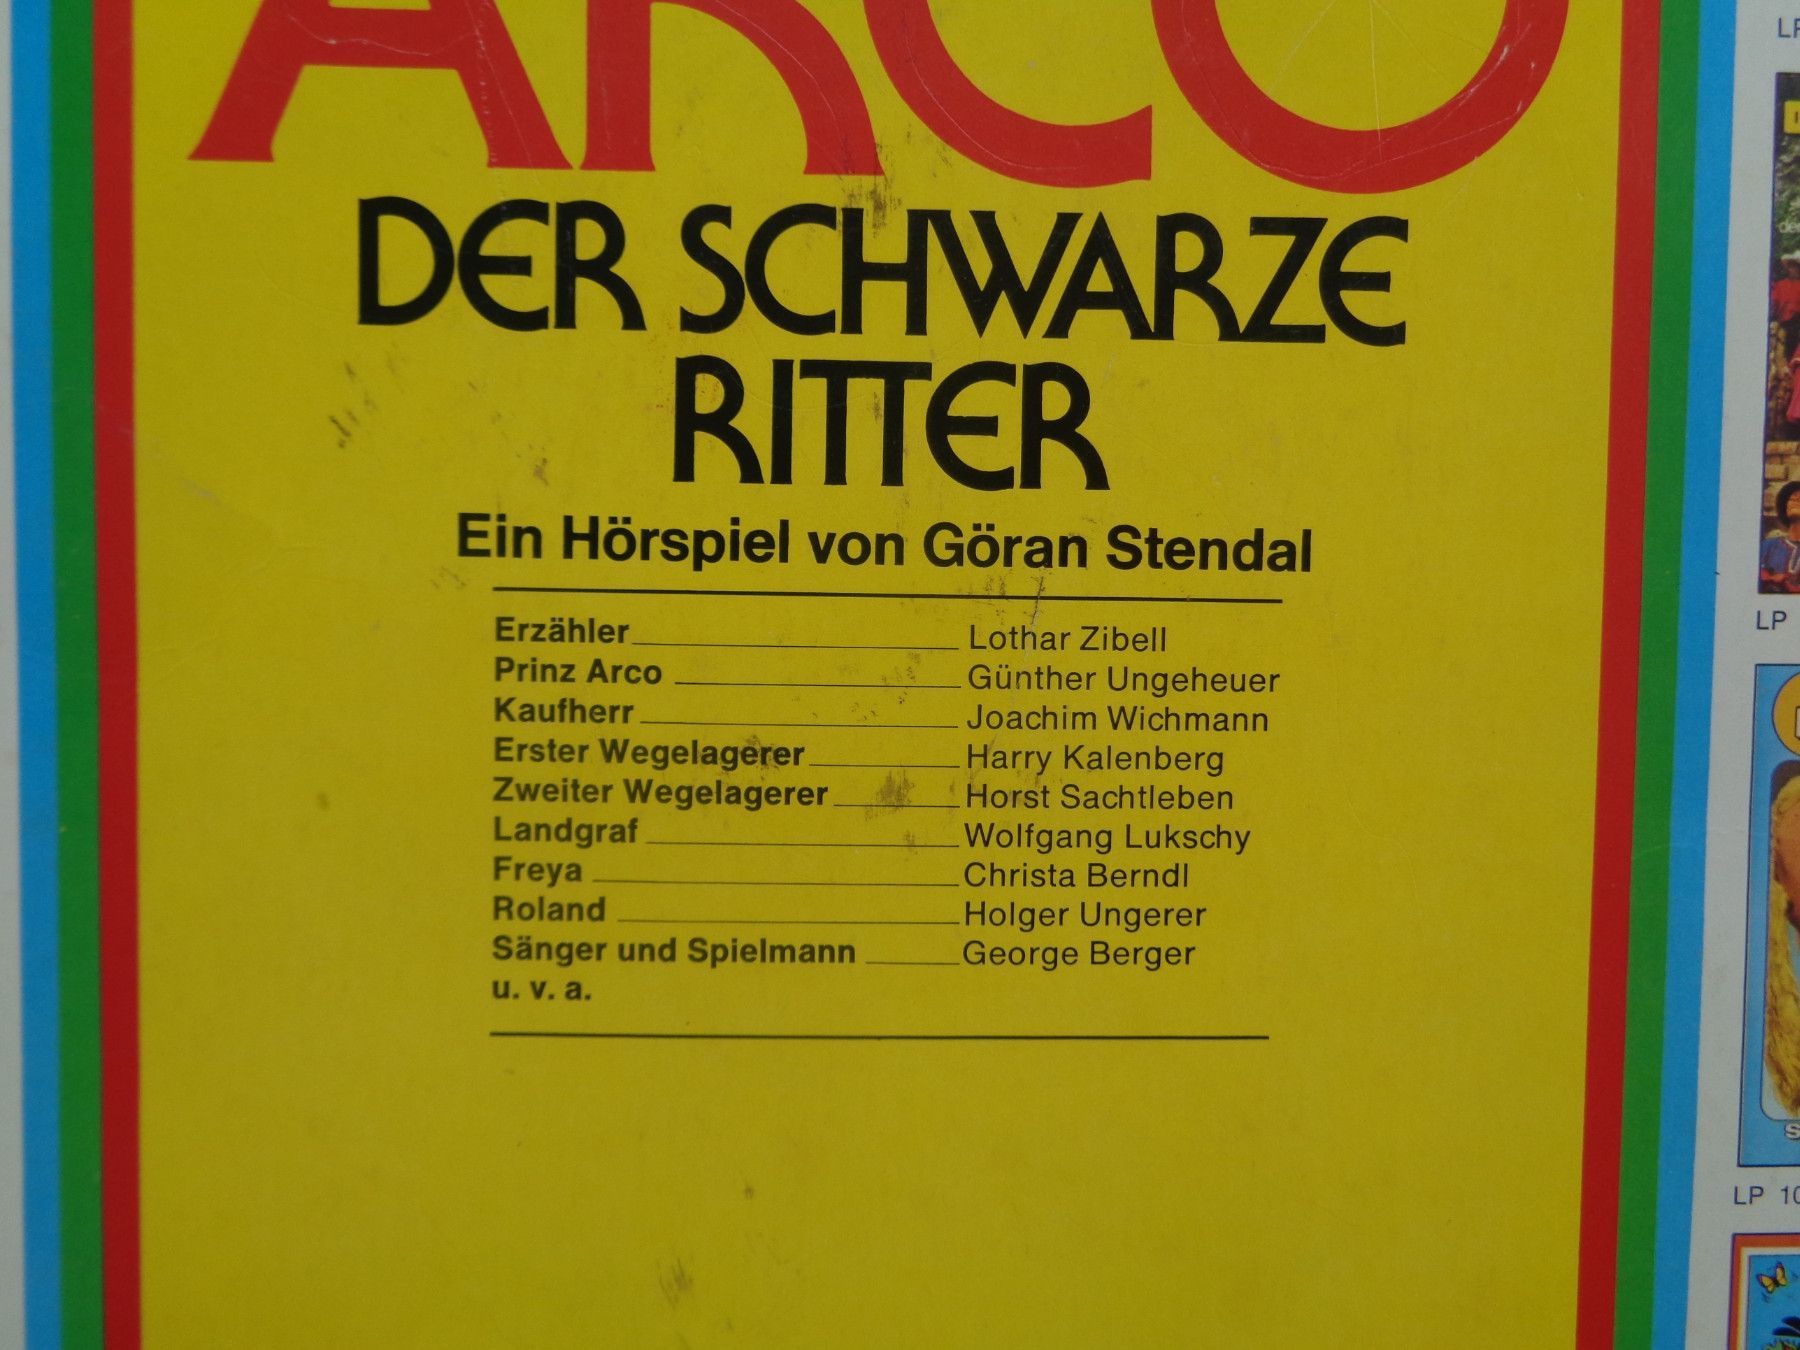 ARCO
DER SCHWARZE
RITTER
Ein Hörspiel von Göran Stendal
Erzähler Lothar Zibell
Prinz Arco Günther Ungeheuer
Kaufherr Joachim Wichmann
Erster Wegelagerer Harry Kalenberg
Zweiter Wegelagerer Horst Sachtleben
Landgraf Wolfgang Lukschy
Freya Christa Berndl
Roland Holger Ungerer
Sänger und Spielmann George Berger
u. v. a.
LP
LP
LP 10